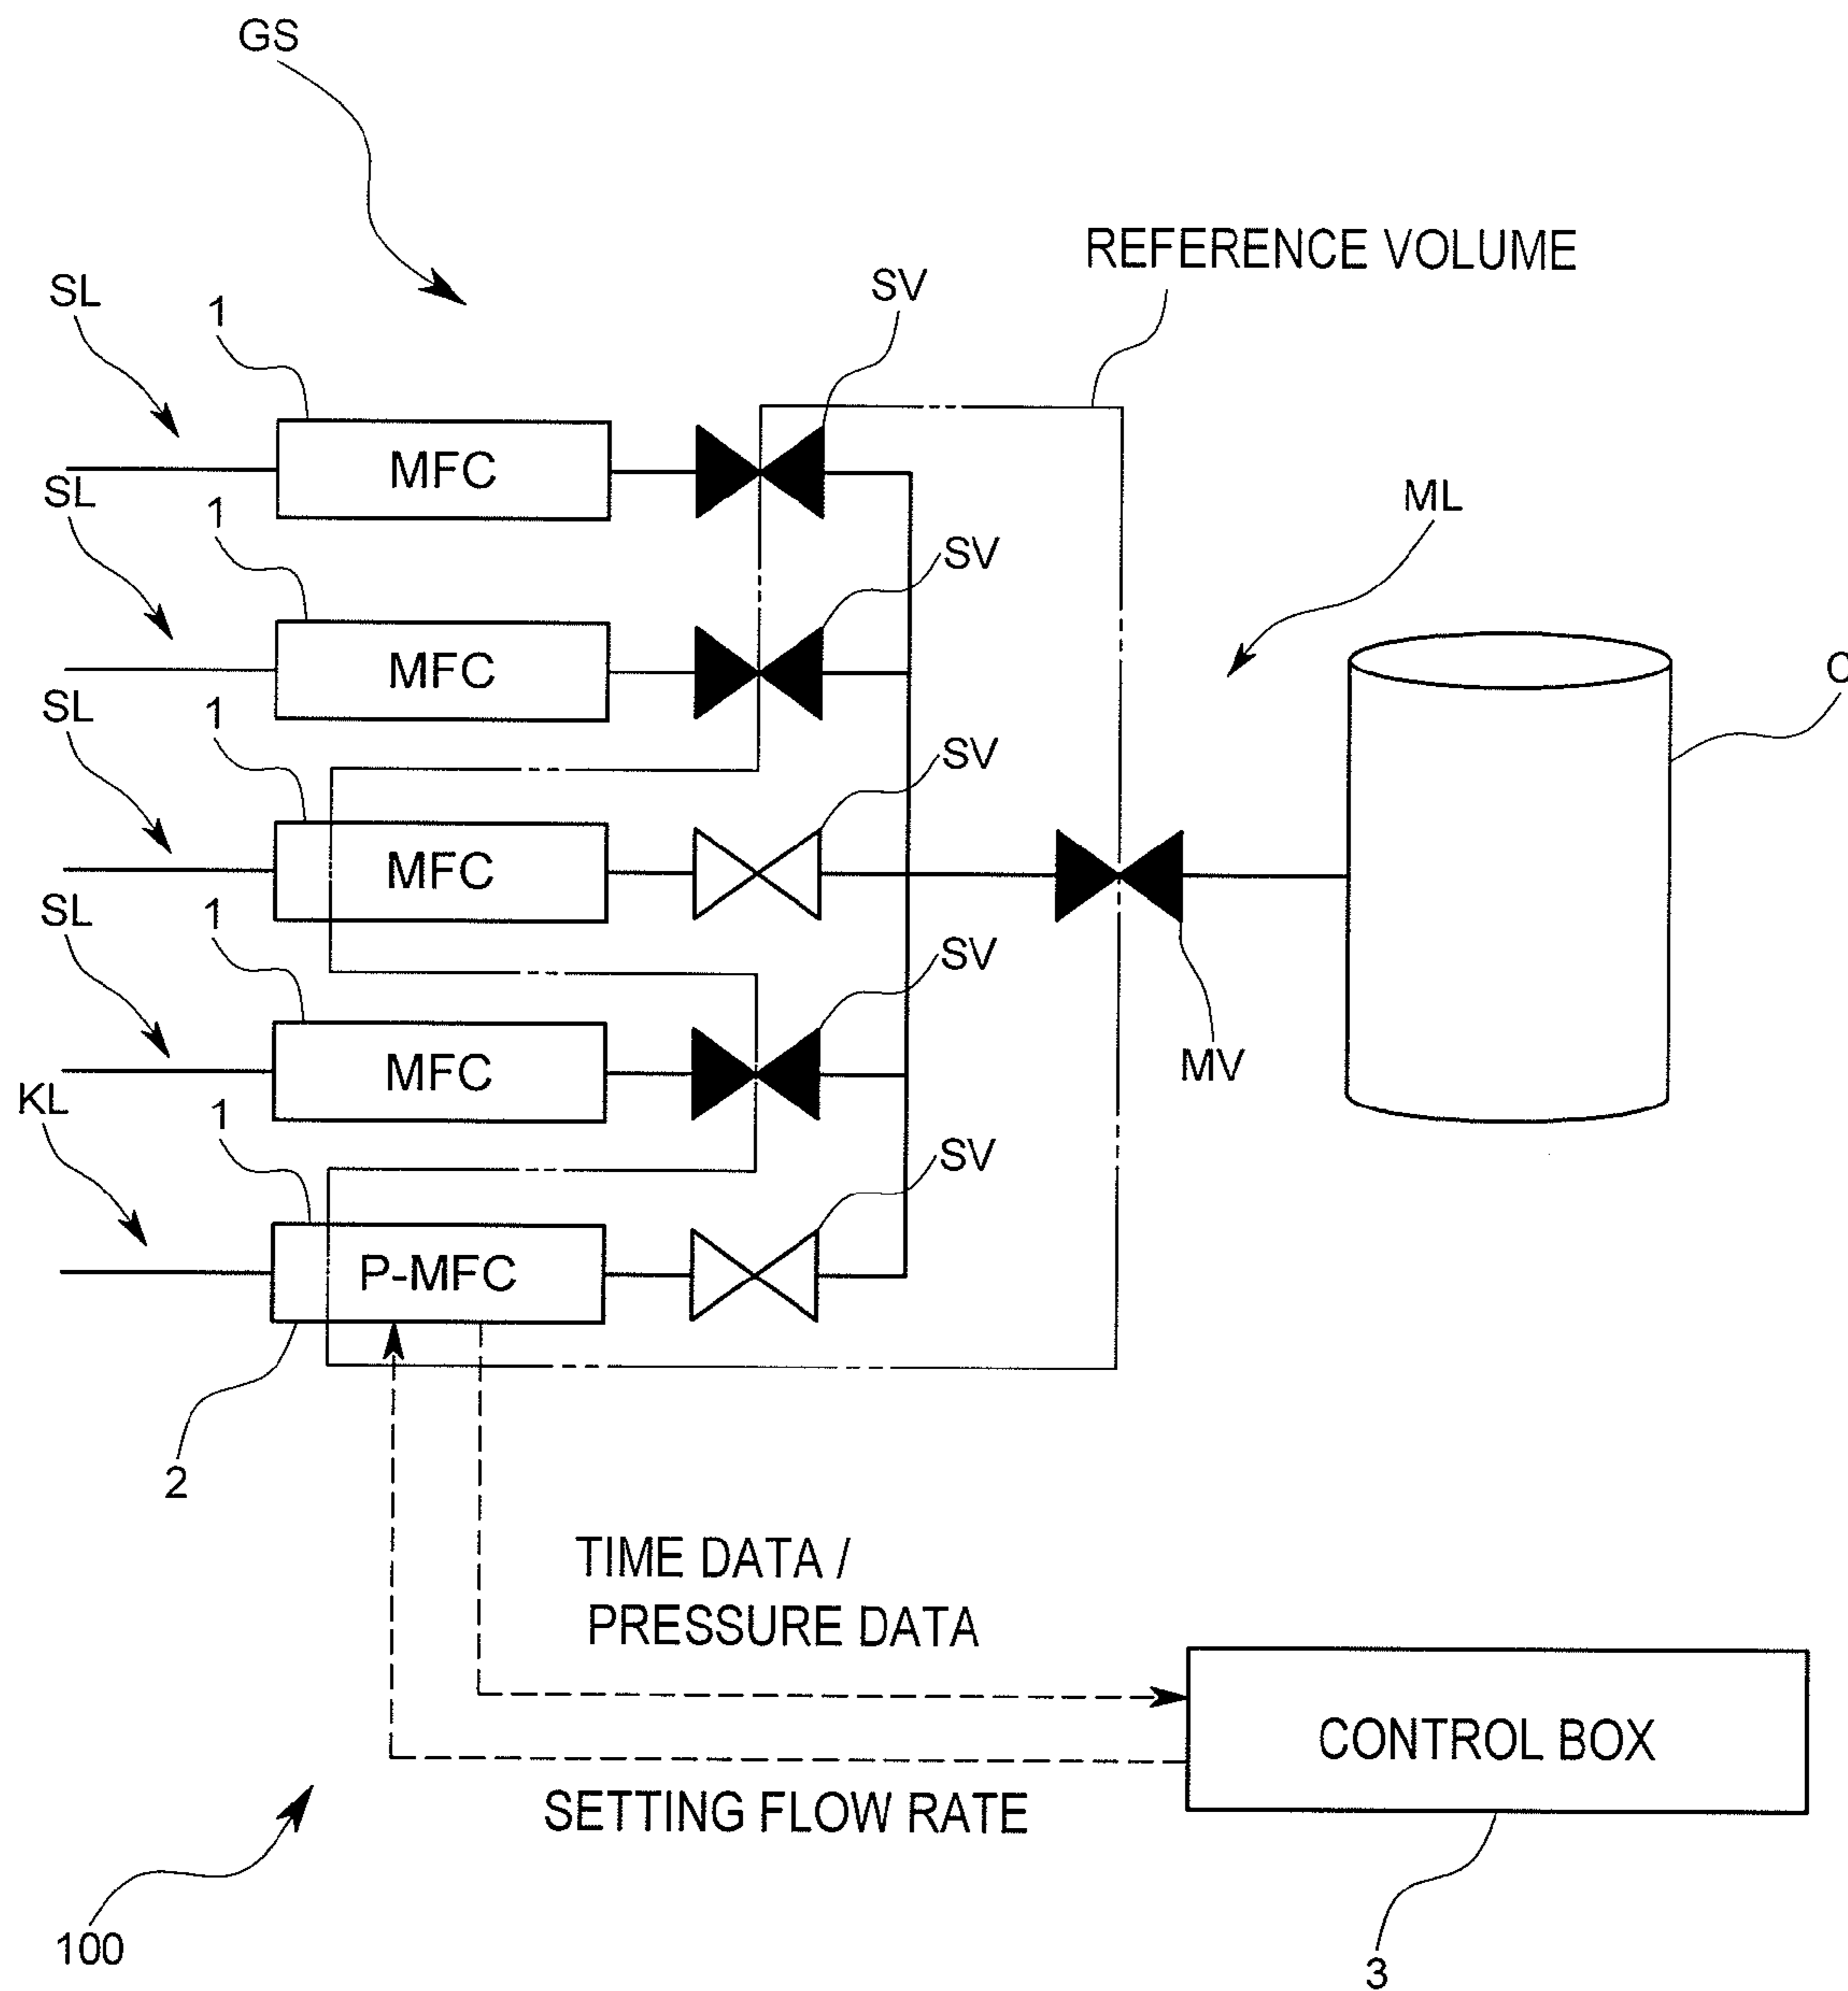 GS
REFERENCE VOLUME
SL
1
SV
MFC
SL
1
ML
SV
MFC
SL
1
SV
MFC
SL
1
SV
MV
MFC
KL
1
SV
P-MFC
2
TIME DATA /
PRESSURE DATA
CONTROL BOX
SETTING FLOW RATE
100
3